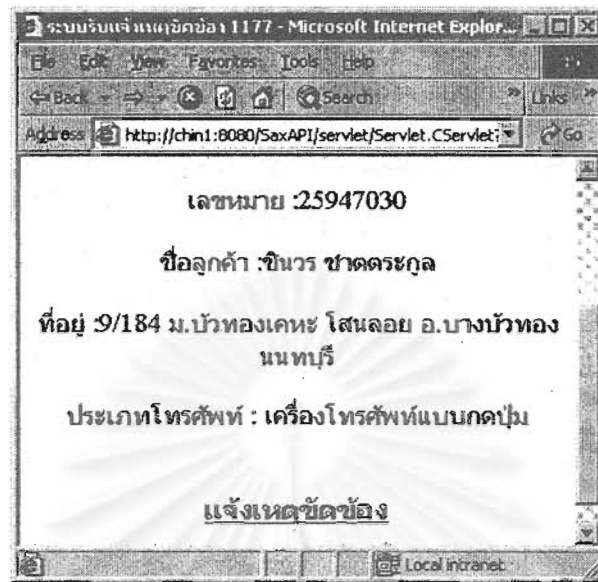 ระบบรับแจ้งเหตุขัดข้อง 1177 - Microsoft Internet Explor...
File Edit View Favorites Tools Help
Back Search Links
Address http://chin1:8080/SaxAPI/servlet/Servlet.CServlet? Go
เลขหมาย :25947030
ชื่อลูกค้า :ชินวร ชาตตระกูล
ที่อยู่ :9/184 ม.บัวทองเคหะ โสนลอย อ.บางบัวทอง
นนทบุรี
ประเภทโทรศัพท์ : เครื่องโทรศัพท์แบบกดปุ่ม
แจ้งเหตุขัดข้อง
Local intranet